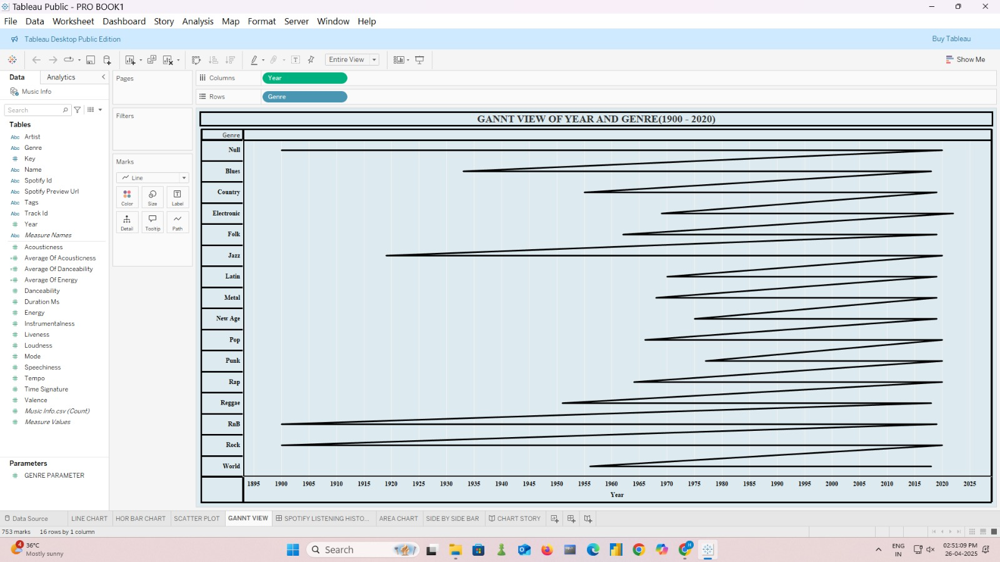 Tableau Public - PRO BOOK1
File Data Worksheet Dashboard Story Analysis Map Format Server Window Help
Tableau Desktop Public Edition Buy Tableau
Entire View Show Me
Data Analytics
Music Info
Search
Tables
Abc Artist
Abc Genre
# Key
Abc Name
Abc Spotify Id
Abc Spotify Preview Url
Abc Tags
Abc Track Id
# Year
Abc Measure Names
# Acousticness
=# Average Of Acousticness
=# Average Of Danceability
=# Average Of Energy
# Danceability
# Duration Ms
# Energy
# Instrumentalness
# Liveness
# Loudness
# Mode
# Speechiness
# Tempo
# Time Signature
# Valence
# Music Info.csv (Count)
# Measure Values
Parameters
# GENRE PARAMETER
Pages
Filters
Marks
Line
Color Size Label
Detail Tooltip Path
Columns Year
Rows Genre
GANNT VIEW OF YEAR AND GENRE(1900 - 2020)
Genre
Null
Blues
Country
Electronic
Folk
Jazz
Latin
Metal
New Age
Pop
Punk
Rap
Reggae
RnB
Rock
World
1895 1900 1905 1910 1915 1920 1925 1930 1935 1940 1945 1950 1955 1960 1965 1970 1975 1980 1985 1990 1995 2000 2005 2010 2015 2020 2025
Year
Data Source LINE CHART HOR BAR CHART SCATTER PLOT GANNT VIEW SPOTIFY LISTENING HISTO... AREA CHART SIDE BY SIDE BAR CHART STORY
753 marks 16 rows by 1 column
4 36°C
Mostly sunny
Search
ENG
IN
02:51:09 PM
26-04-2025